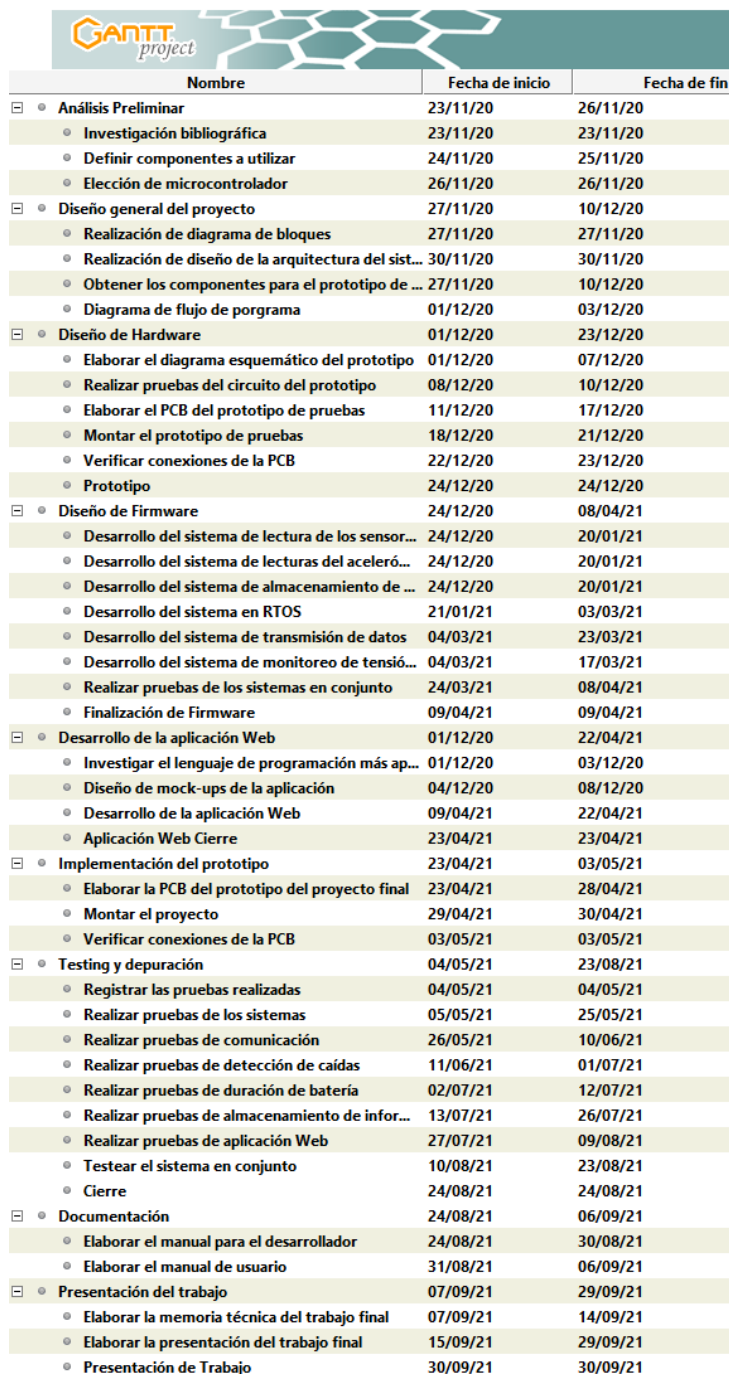 GANTT
project
Nombre Fecha de inicio Fecha de fin
Análisis Preliminar 23/11/20 26/11/20
Investigación bibliográfica 23/11/20 23/11/20
Definir componentes a utilizar 24/11/20 25/11/20
Elección de microcontrolador 26/11/20 26/11/20
Diseño general del proyecto 27/11/20 10/12/20
Realización de diagrama de bloques 27/11/20 27/11/20
Realización de diseño de la arquitectura del sist... 30/11/20 30/11/20
Obtener los componentes para el prototipo de ... 27/11/20 10/12/20
Diagrama de flujo de porgrama 01/12/20 03/12/20
Diseño de Hardware 01/12/20 23/12/20
Elaborar el diagrama esquemático del prototipo 01/12/20 07/12/20
Realizar pruebas del circuito del prototipo 08/12/20 10/12/20
Elaborar el PCB del prototipo de pruebas 11/12/20 17/12/20
Montar el prototipo de pruebas 18/12/20 21/12/20
Verificar conexiones de la PCB 22/12/20 23/12/20
Prototipo 24/12/20 24/12/20
Diseño de Firmware 24/12/20 08/04/21
Desarrollo del sistema de lectura de los sensor... 24/12/20 20/01/21
Desarrollo del sistema de lecturas del aceleró... 24/12/20 20/01/21
Desarrollo del sistema de almacenamiento de ... 24/12/20 20/01/21
Desarrollo del sistema en RTOS 21/01/21 03/03/21
Desarrollo del sistema de transmisión de datos 04/03/21 23/03/21
Desarrollo del sistema de monitoreo de tensió... 04/03/21 17/03/21
Realizar pruebas de los sistemas en conjunto 24/03/21 08/04/21
Finalización de Firmware 09/04/21 09/04/21
Desarrollo de la aplicación Web 01/12/20 22/04/21
Investigar el lenguaje de programación más ap... 01/12/20 03/12/20
Diseño de mock-ups de la aplicación 04/12/20 08/12/20
Desarrollo de la aplicación Web 09/04/21 22/04/21
Aplicación Web Cierre 23/04/21 23/04/21
Implementación del prototipo 23/04/21 03/05/21
Elaborar la PCB del prototipo del proyecto final 23/04/21 28/04/21
Montar el proyecto 29/04/21 30/04/21
Verificar conexiones de la PCB 03/05/21 03/05/21
Testing y depuración 04/05/21 23/08/21
Registrar las pruebas realizadas 04/05/21 04/05/21
Realizar pruebas de los sistemas 05/05/21 25/05/21
Realizar pruebas de comunicación 26/05/21 10/06/21
Realizar pruebas de detección de caídas 11/06/21 01/07/21
Realizar pruebas de duración de batería 02/07/21 12/07/21
Realizar pruebas de almacenamiento de infor... 13/07/21 26/07/21
Realizar pruebas de aplicación Web 27/07/21 09/08/21
Testear el sistema en conjunto 10/08/21 23/08/21
Cierre 24/08/21 24/08/21
Documentación 24/08/21 06/09/21
Elaborar el manual para el desarrollador 24/08/21 30/08/21
Elaborar el manual de usuario 31/08/21 06/09/21
Presentación del trabajo 07/09/21 29/09/21
Elaborar la memoria técnica del trabajo final 07/09/21 14/09/21
Elaborar la presentación del trabajo final 15/09/21 29/09/21
Presentación de Trabajo 30/09/21 30/09/21